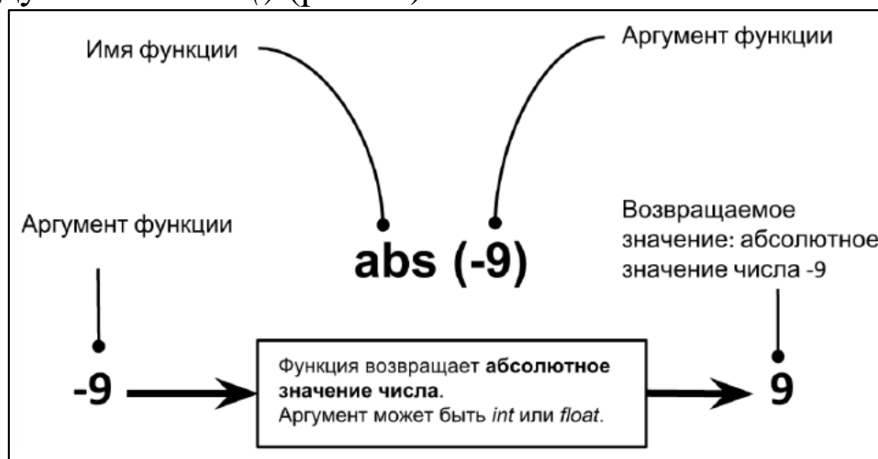 Имя функции
Аргумент функции
Аргумент функции
abs (-9)
Возвращаемое
значение: абсолютное
значение числа -9
-9
Функция возвращает абсолютное
значение числа.
Аргумент может быть int или float.
9